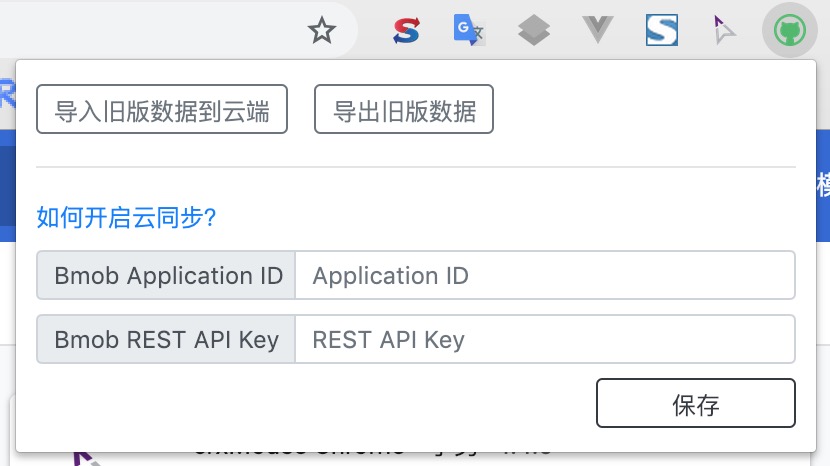 导入旧版数据到云端 导出旧版数据
如何开启云同步?
Bmob Application ID Application ID
Bmob REST API Key REST API Key
保存